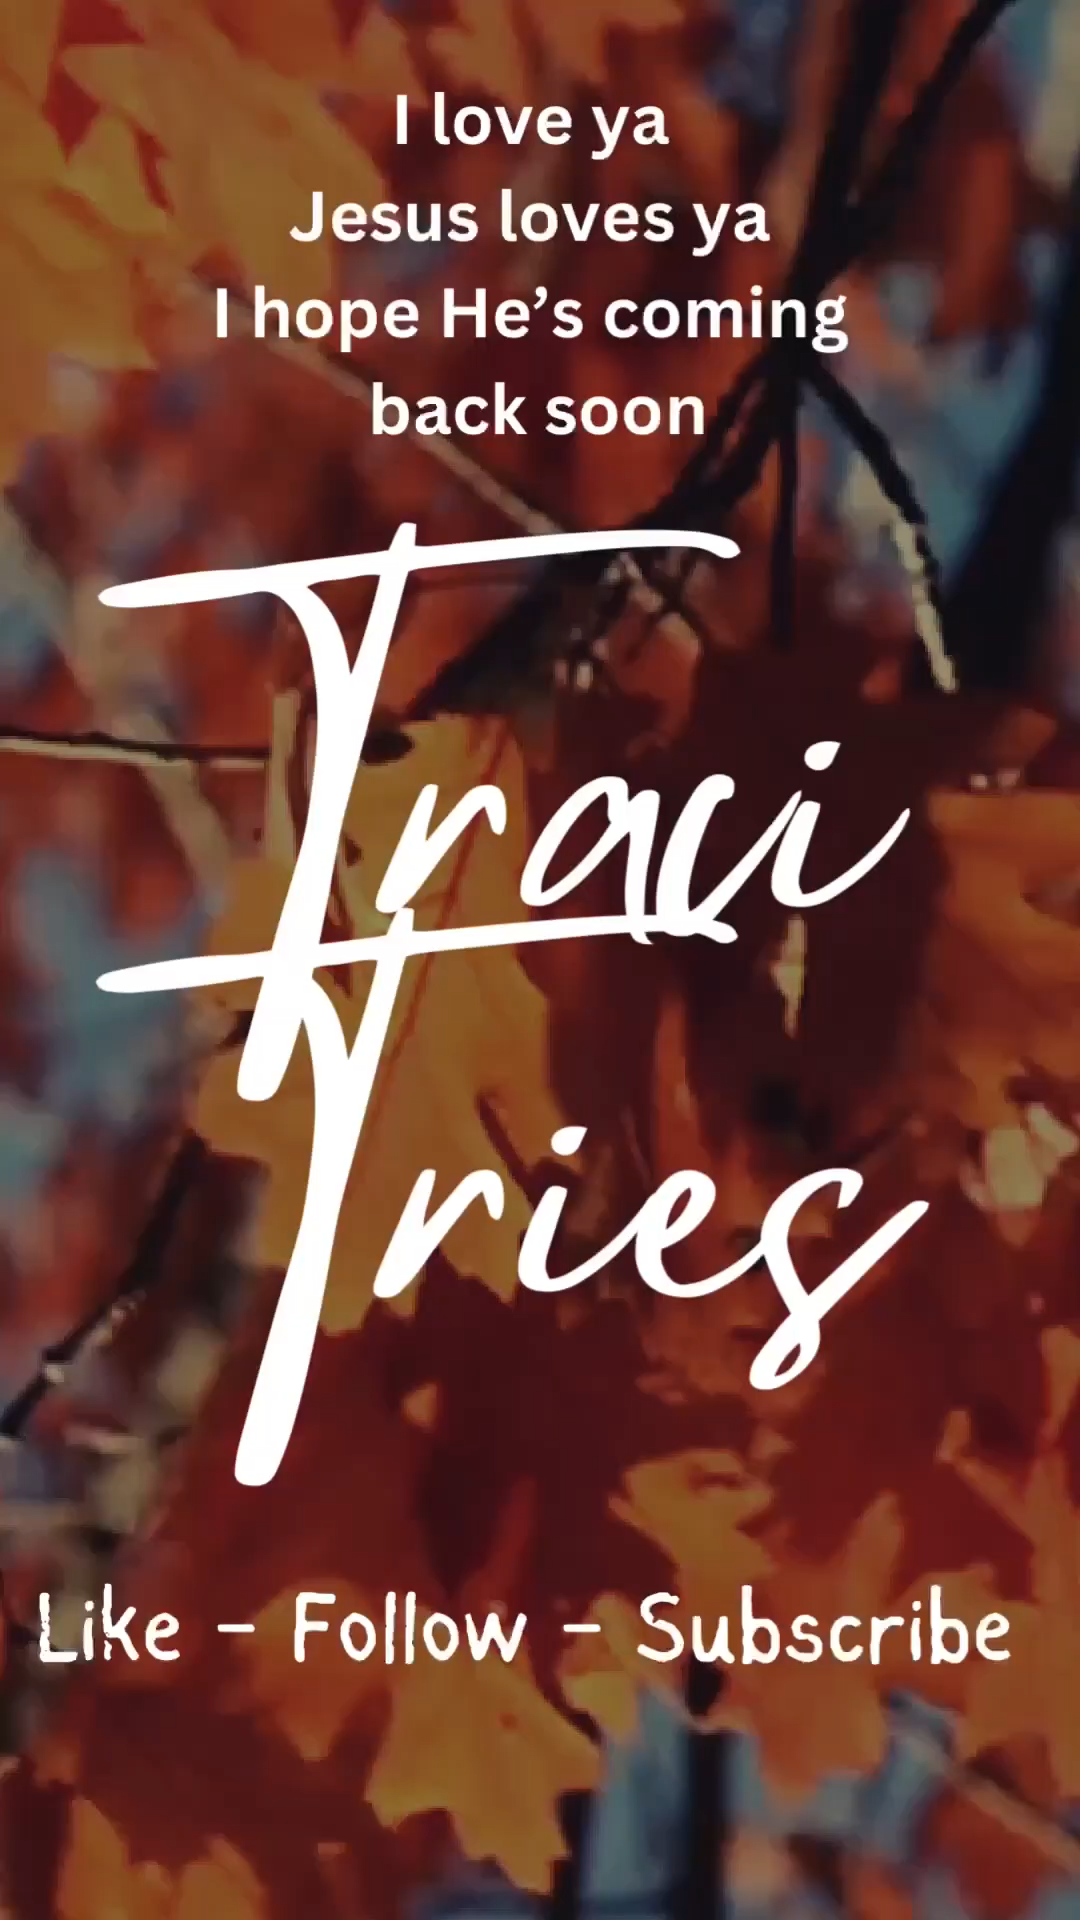 I love ya
Jesus loves ya
I hope He’s coming
back soon
Traci
Tries
Like - Follow - Subscribe